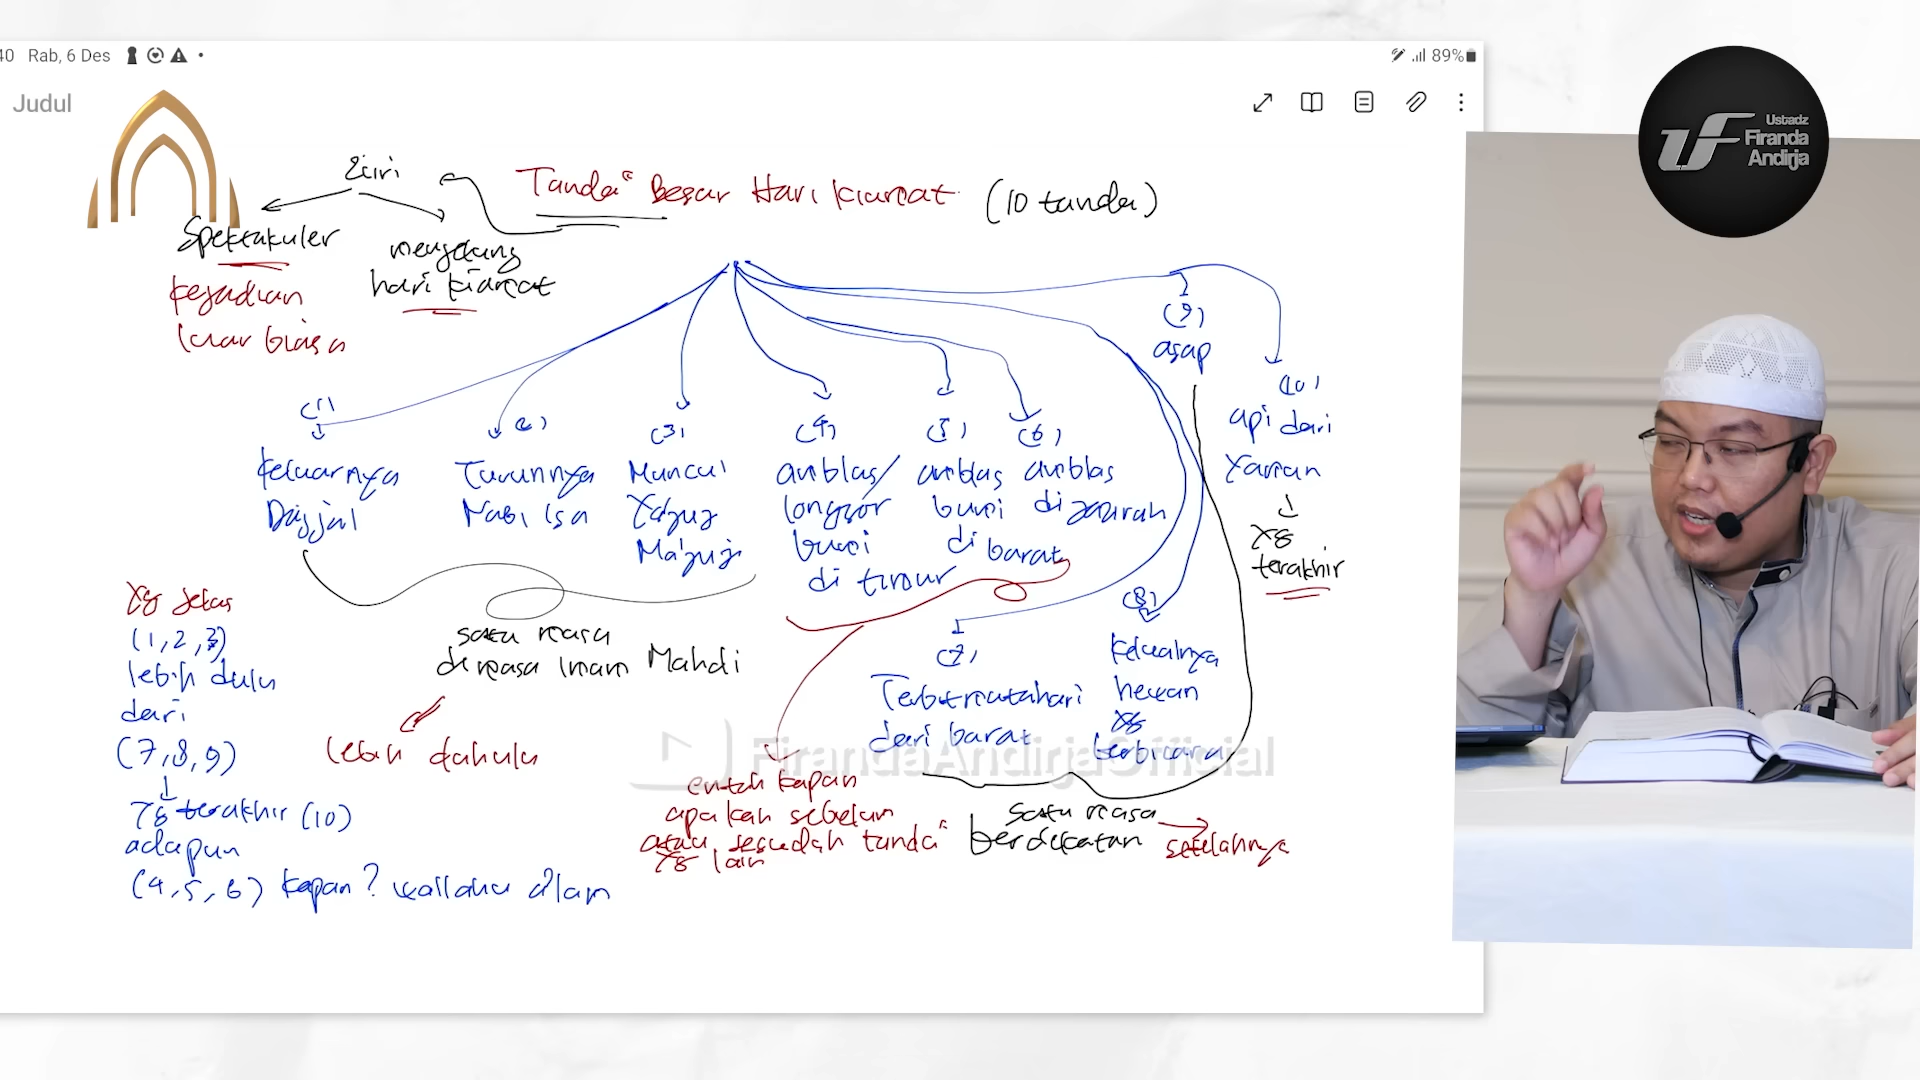 40 Rab, 6 Des
89%
Judul
Ustadz
Firanda
Andirja
Tanda" Besar Hari Kiamat (10 tanda)
2 ciri
Spektakuler
kejadian
luar biasa
menjelang
hari kiamat
(1)
keluarnya
Dajjal
(2)
Turunnya
Nabi Isa
(3)
Muncul
Ya'juj
Ma'juj
(4)
amblas/
longsor
bumi
di timur
(5)
amblas
bumi
di barat
(6)
amblas
di jazirah
(7)
Terbit matahari
dari barat
(8)
keluarnya
hewan
yg
berbicara
(9)
asap
(10)
api dari
Yaman
yg
terakhir
satu masa
di masa Imam Mahdi
lebih dahulu
entah kapan
apakah sebelum
atau sesudah tanda"
yg lain
satu masa
berdekatan
setelahnya
yg jelas
(1,2,3)
lebih dulu
dari
(7,8,9)
yg terakhir (10)
adapun
(4,5,6) kapan? wallahu a'lam
FirandaAndirjaOfficial